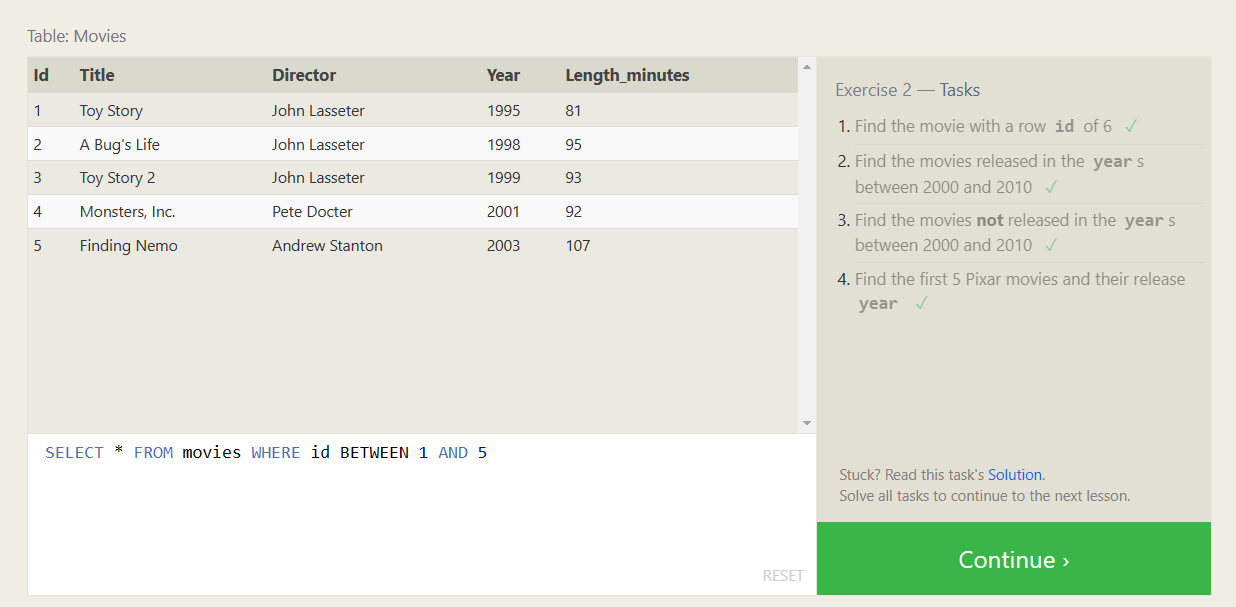 Table: Movies
Id Title Director Year Length_minutes
1 Toy Story John Lasseter 1995 81
2 A Bug's Life John Lasseter 1998 95
3 Toy Story 2 John Lasseter 1999 93
4 Monsters, Inc. Pete Docter 2001 92
5 Finding Nemo Andrew Stanton 2003 107
SELECT * FROM movies WHERE id BETWEEN 1 AND 5
RESET
Exercise 2 — Tasks
1. Find the movie with a row id of 6 ✓
2. Find the movies released in the year s
between 2000 and 2010 ✓
3. Find the movies not released in the year s
between 2000 and 2010 ✓
4. Find the first 5 Pixar movies and their release
year ✓
Stuck? Read this task's Solution.
Solve all tasks to continue to the next lesson.
Continue ›